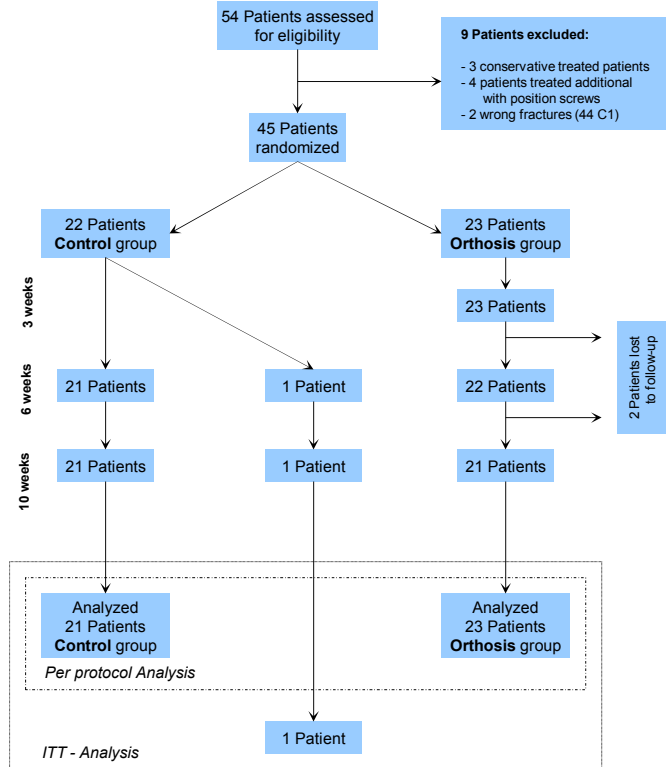 54 Patients assessed
for eligibility
9 Patients excluded:
- 3 conservative treated patients
- 4 patients treated additional
with position screws
- 2 wrong fractures (44 C1)
45 Patients
randomized
22 Patients
Control group
23 Patients
Orthosis group
3 weeks
23 Patients
2 Patients lost
to follow-up
6 weeks
21 Patients
1 Patient
22 Patients
10 weeks
21 Patients
1 Patient
21 Patients
Analyzed
21 Patients
Control group
Analyzed
23 Patients
Orthosis group
Per protocol Analysis
1 Patient
ITT - Analysis